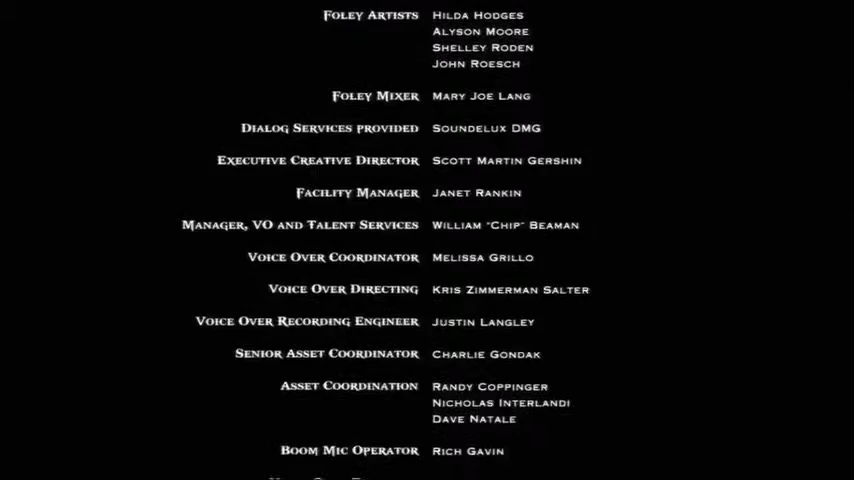 Foley Artists Hilda Hodges
Alyson Moore
Shelley Roden
John Roesch
Foley Mixer Mary Joe Lang
Dialog Services provided Soundelux DMG
Executive Creative Director Scott Martin Gershin
Facility Manager Janet Rankin
Manager, VO and Talent Services William "Chip" Beaman
Voice Over Coordinator Melissa Grillo
Voice Over Directing Kris Zimmerman Salter
Voice Over Recording Engineer Justin Langley
Senior Asset Coordinator Charlie Gondak
Asset Coordination Randy Coppinger
Nicholas Interlandi
Dave Natale
Boom Mic Operator Rich Gavin